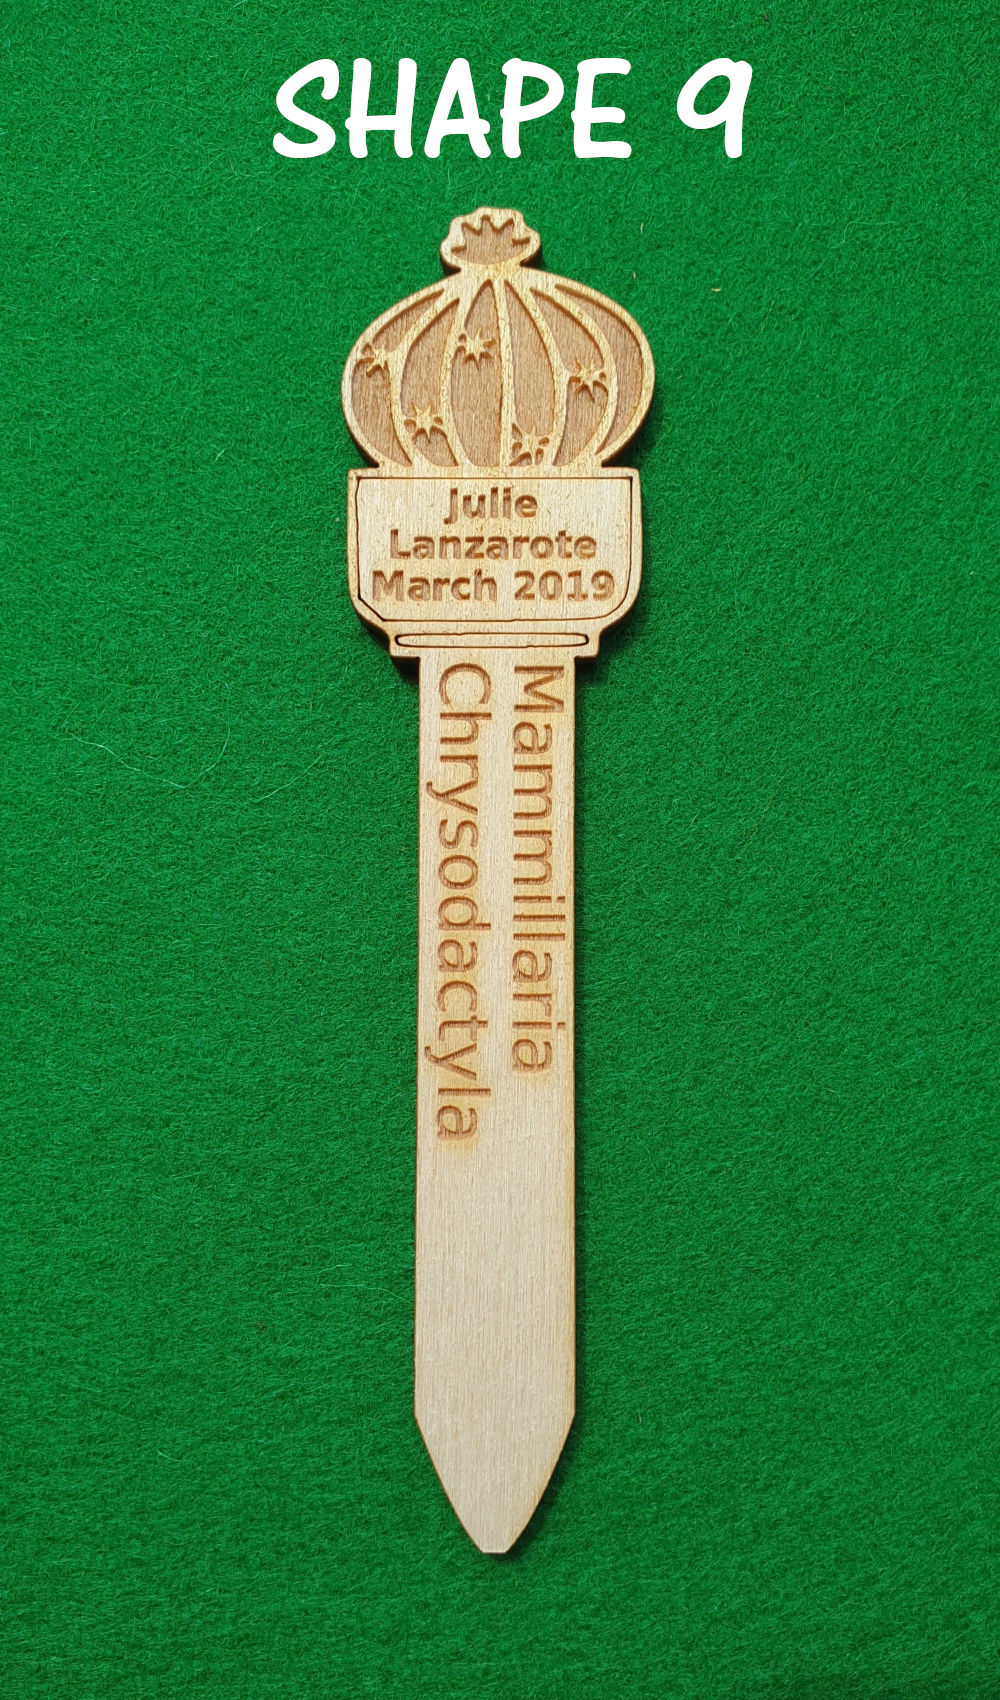 SHAPE 9
Julie
Lanzarote
March 2019
Mammillaria
Chrysodactyla